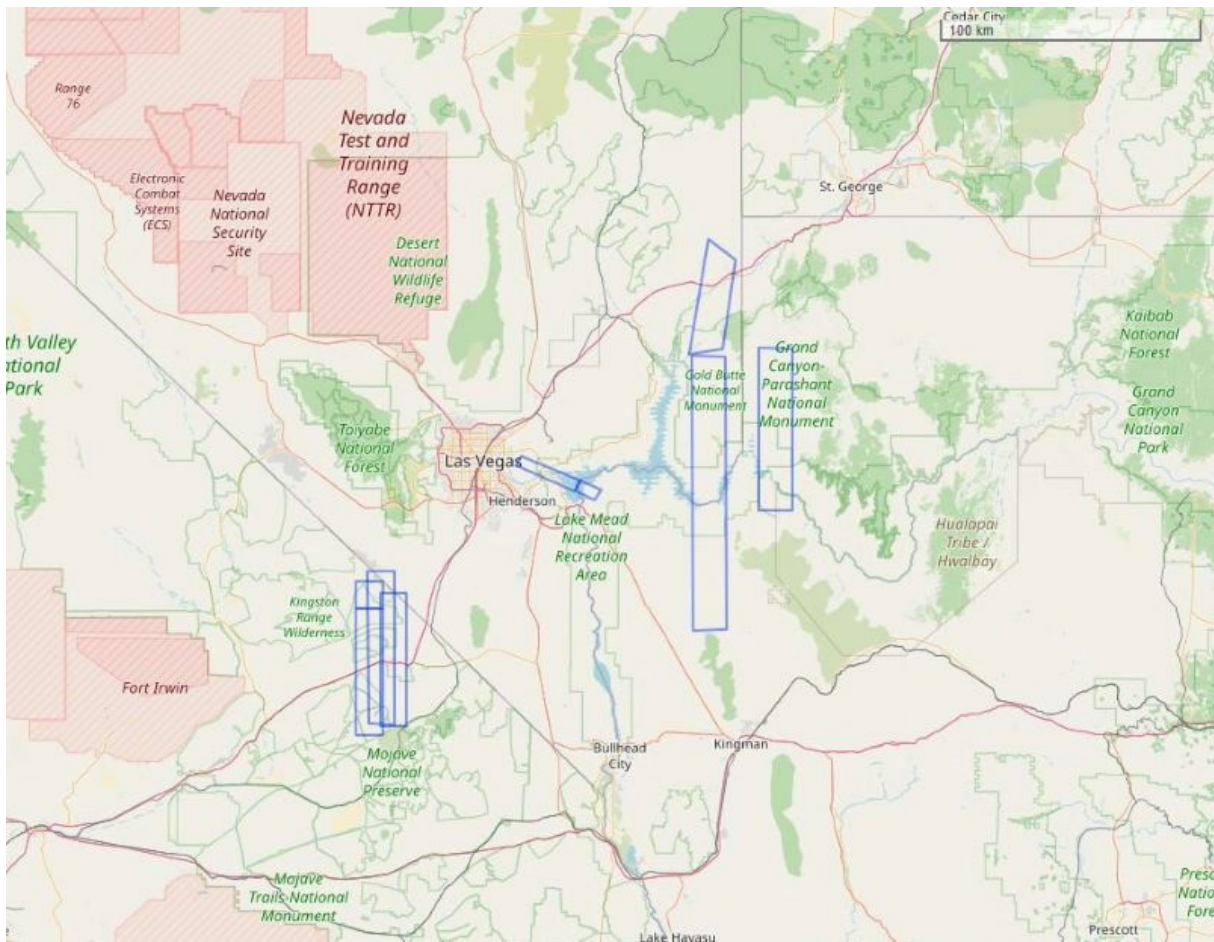 Cedar City
100 km
Range
76
Nevada
Test and
Training
Range
(NTTR)
Electronic
Combat
Systems
(ECS)
Nevada
National
Security
Site
St. George
Desert
National
Wildlife
Refuge
th Valley
ational
Park
Kaibab
National
Forest
Grand
Canyon-
Parashant
National
Monument
Gold Butte
National
Monument
Grand
Canyon
National
Park
Toiyabe
National
Forest
Las Vegas
Henderson
Lake Mead
National
Recreation
Area
Hualapai
Tribe /
Hwalbáy
Kingston
Range
Wilderness
Fort Irwin
Mojave
National
Preserve
Bullhead
City
Kingman
Mojave
Trails National
Monument
Presc
Natio
Fore
Prescott
Lake Havasu